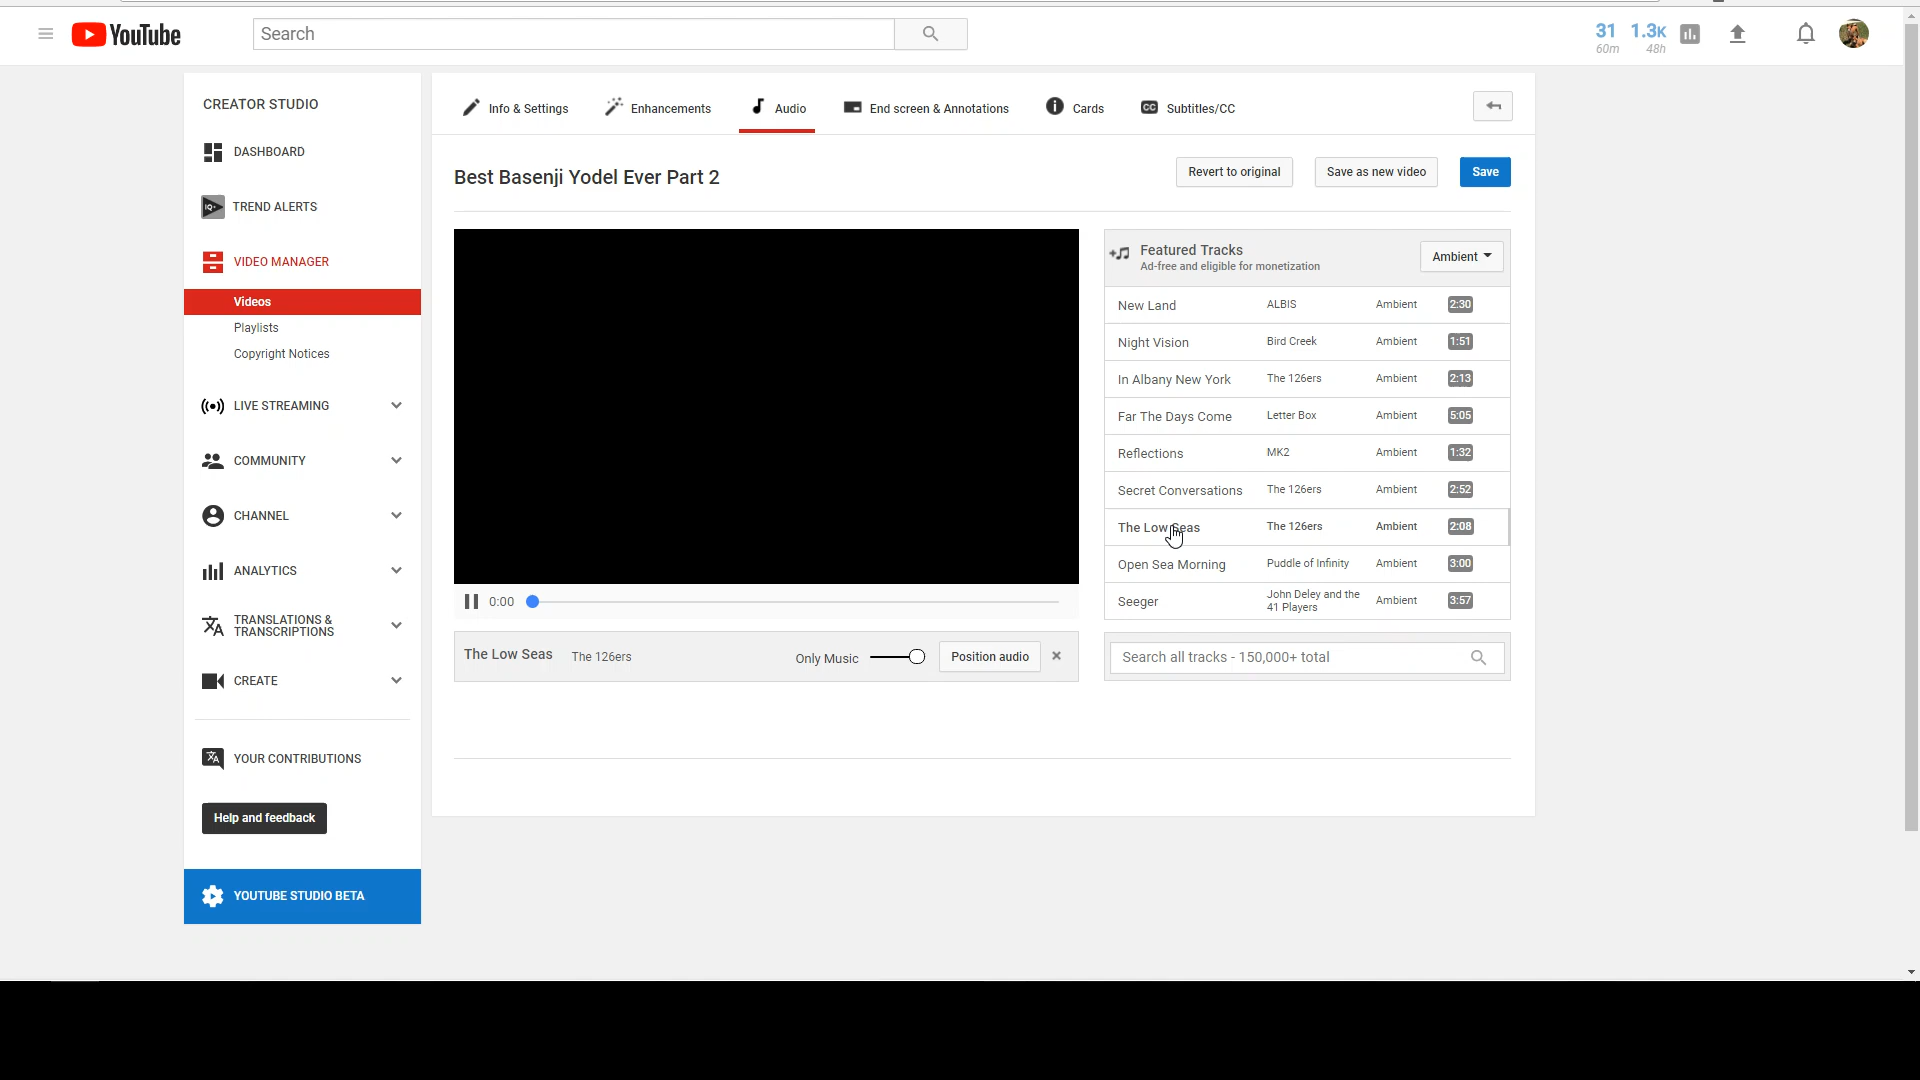 YouTube
Search
31 1.3K
60m 48h
CREATOR STUDIO
DASHBOARD
IQ+
TREND ALERTS
VIDEO MANAGER
Videos
Playlists
Copyright Notices
LIVE STREAMING
COMMUNITY
CHANNEL
ANALYTICS
TRANSLATIONS &
TRANSCRIPTIONS
CREATE
YOUR CONTRIBUTIONS
Help and feedback
YOUTUBE STUDIO BETA
Info & Settings Enhancements Audio End screen & Annotations Cards CC Subtitles/CC
Best Basenji Yodel Ever Part 2
Revert to original Save as new video Save
0:00
The Low Seas The 126ers Only Music Position audio
Featured Tracks
Ad-free and eligible for monetization
Ambient
New Land ALBIS Ambient 2:30
Night Vision Bird Creek Ambient 1:51
In Albany New York The 126ers Ambient 2:13
Far The Days Come Letter Box Ambient 5:05
Reflections MK2 Ambient 1:32
Secret Conversations The 126ers Ambient 2:52
The Low Seas The 126ers Ambient 2:08
Open Sea Morning Puddle of Infinity Ambient 3:00
Seeger John Deley and the 41 Players Ambient 3:57
Search all tracks - 150,000+ total